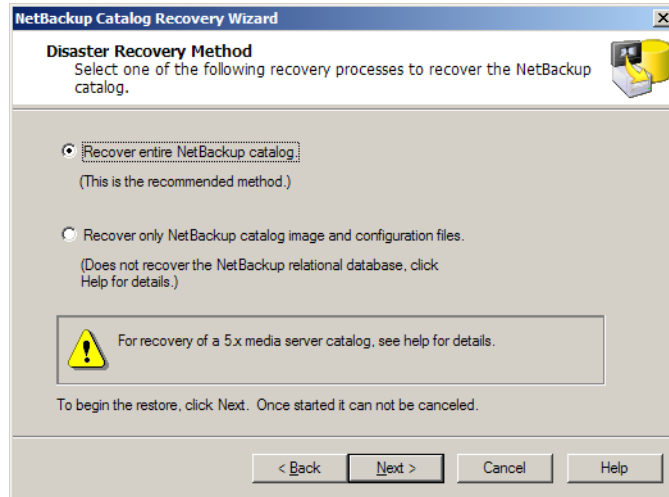 NetBackup Catalog Recovery Wizard
Disaster Recovery Method
Select one of the following recovery processes to recover the NetBackup
catalog.
Recover entire NetBackup catalog.
(This is the recommended method.)
Recover only NetBackup catalog image and configuration files.
(Does not recover the NetBackup relational database, click
Help for details.)
For recovery of a 5.x media server catalog, see help for details.
To begin the restore, click Next. Once started it can not be canceled.
< Back Next > Cancel Help